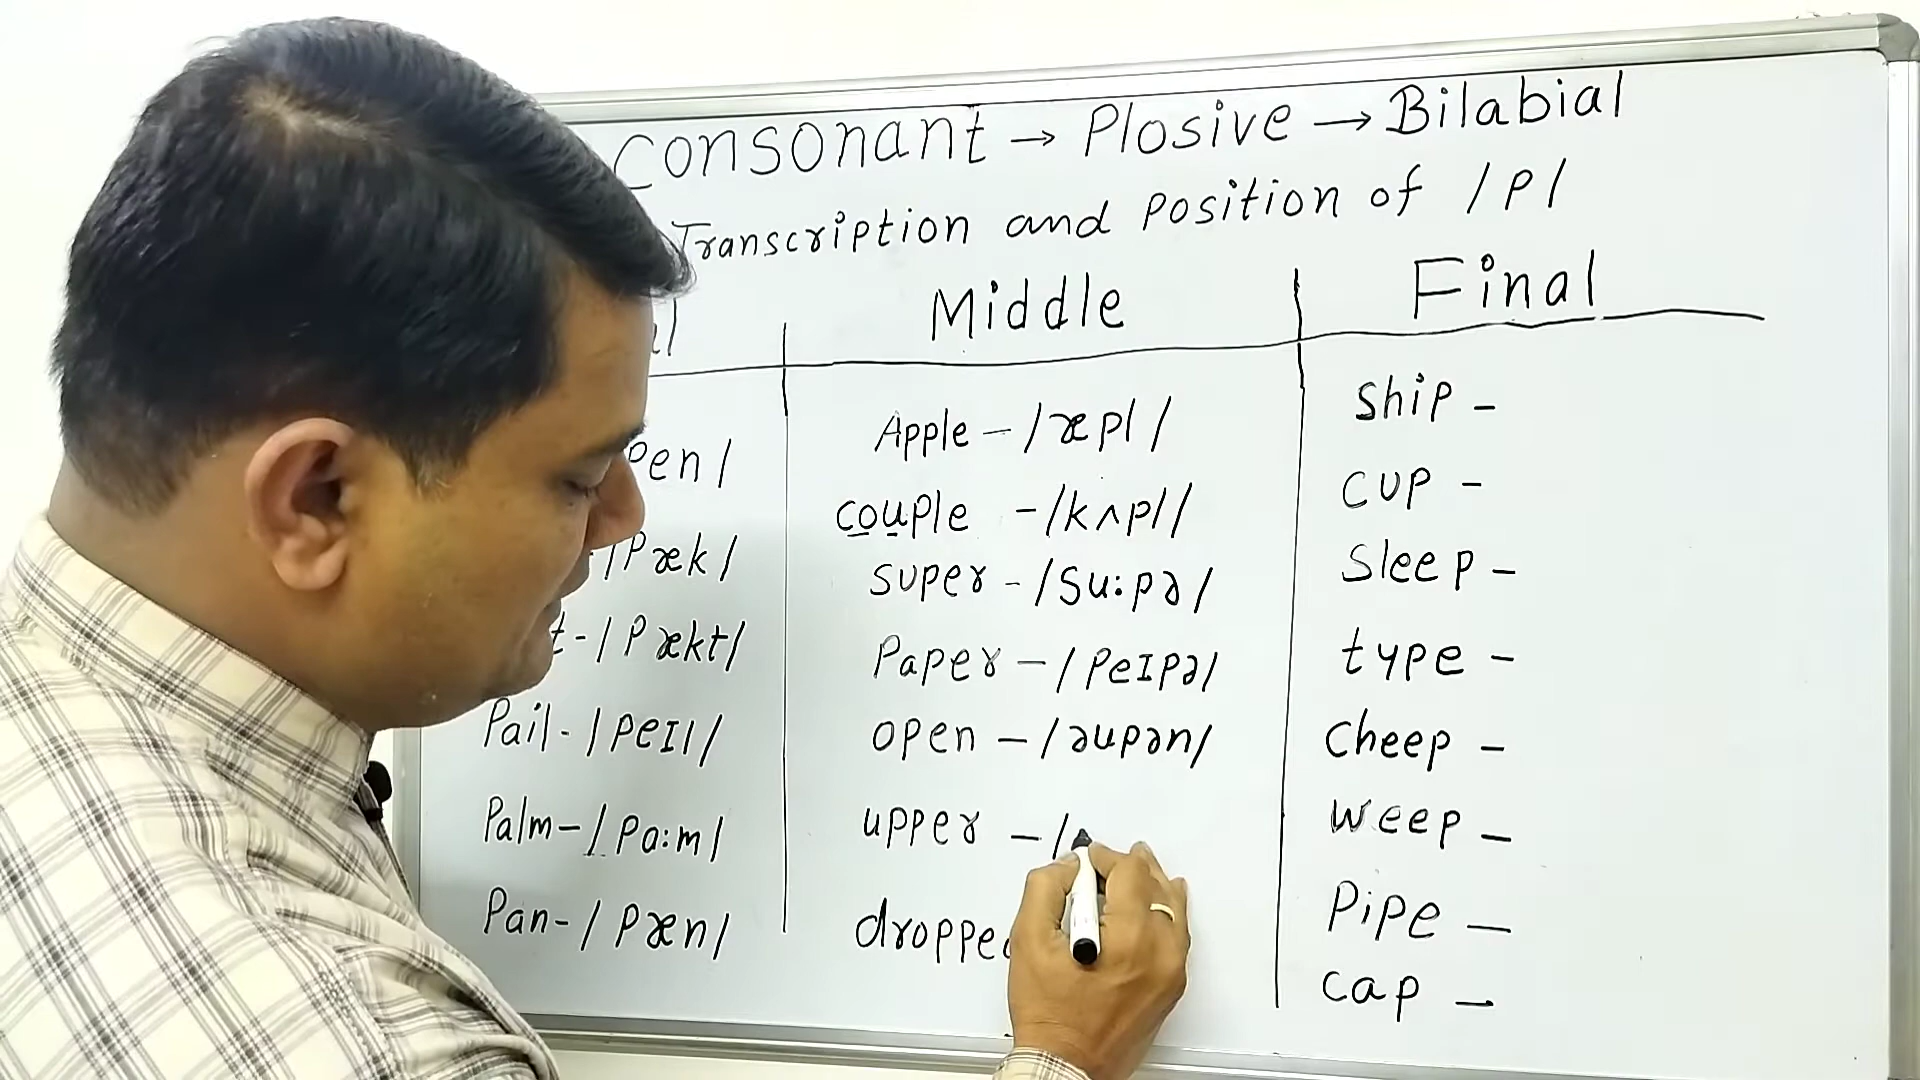 Consonant → Plosive → Bilabial
Transcription and Position of /p/
Middle
Final
pen/
/pæk/
t-/pækt/
Pail-/peɪl/
Palm-/pa:m/
Pan-/pæn/
Apple-/æpl/
couple -/kʌpl/
super-/su:pə/
Paper-/peɪpə/
open-/əupən/
upper-/
droppe
ship-
cup-
sleep-
type-
cheep-
weep-
Pipe-
cap-